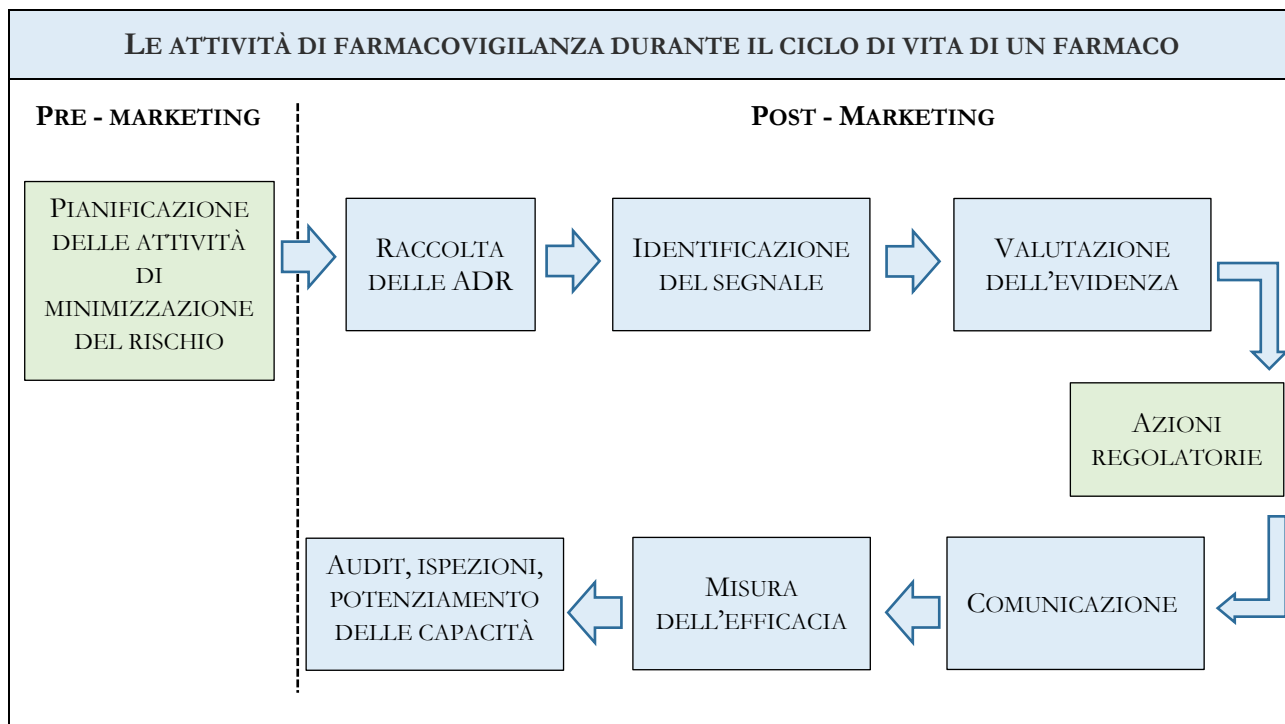 LE ATTIVITÀ DI FARMACOVIGILANZA DURANTE IL CICLO DI VITA DI UN FARMACO
PRE - MARKETING
POST - MARKETING
PIANIFICAZIONE
DELLE ATTIVITÀ
DI
MINIMIZZAZIONE
DEL RISCHIO
RACCOLTA
DELLE ADR
IDENTIFICAZIONE
DEL SEGNALE
VALUTAZIONE
DELL'EVIDENZA
AZIONI
REGOLATORIE
COMUNICAZIONE
MISURA
DELL'EFFICACIA
AUDIT, ISPEZIONI,
POTENZIAMENTO
DELLE CAPACITÀ